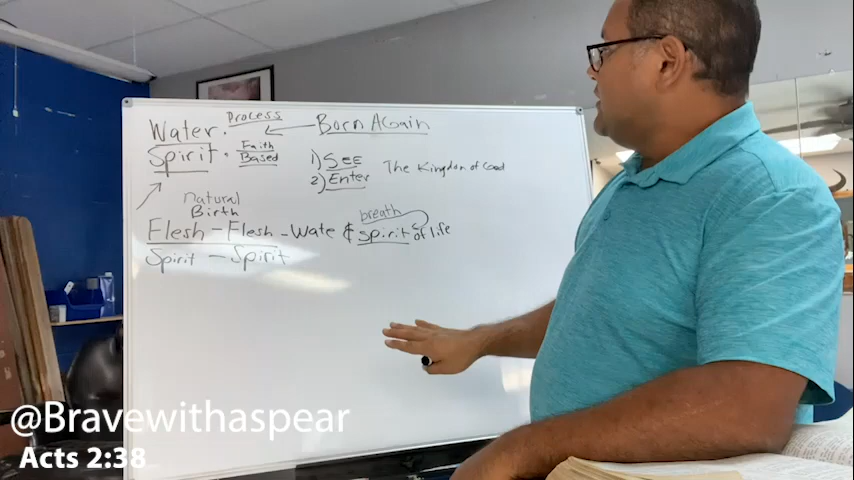 Process
Water. Born Again
Spirit. Faith Based
1) See
2) Enter The Kingdom of God
natural
Birth
breath
Flesh - Flesh - Wate & spirit of life
Spirit - Spirit
@Bravewithaspear
Acts 2:38